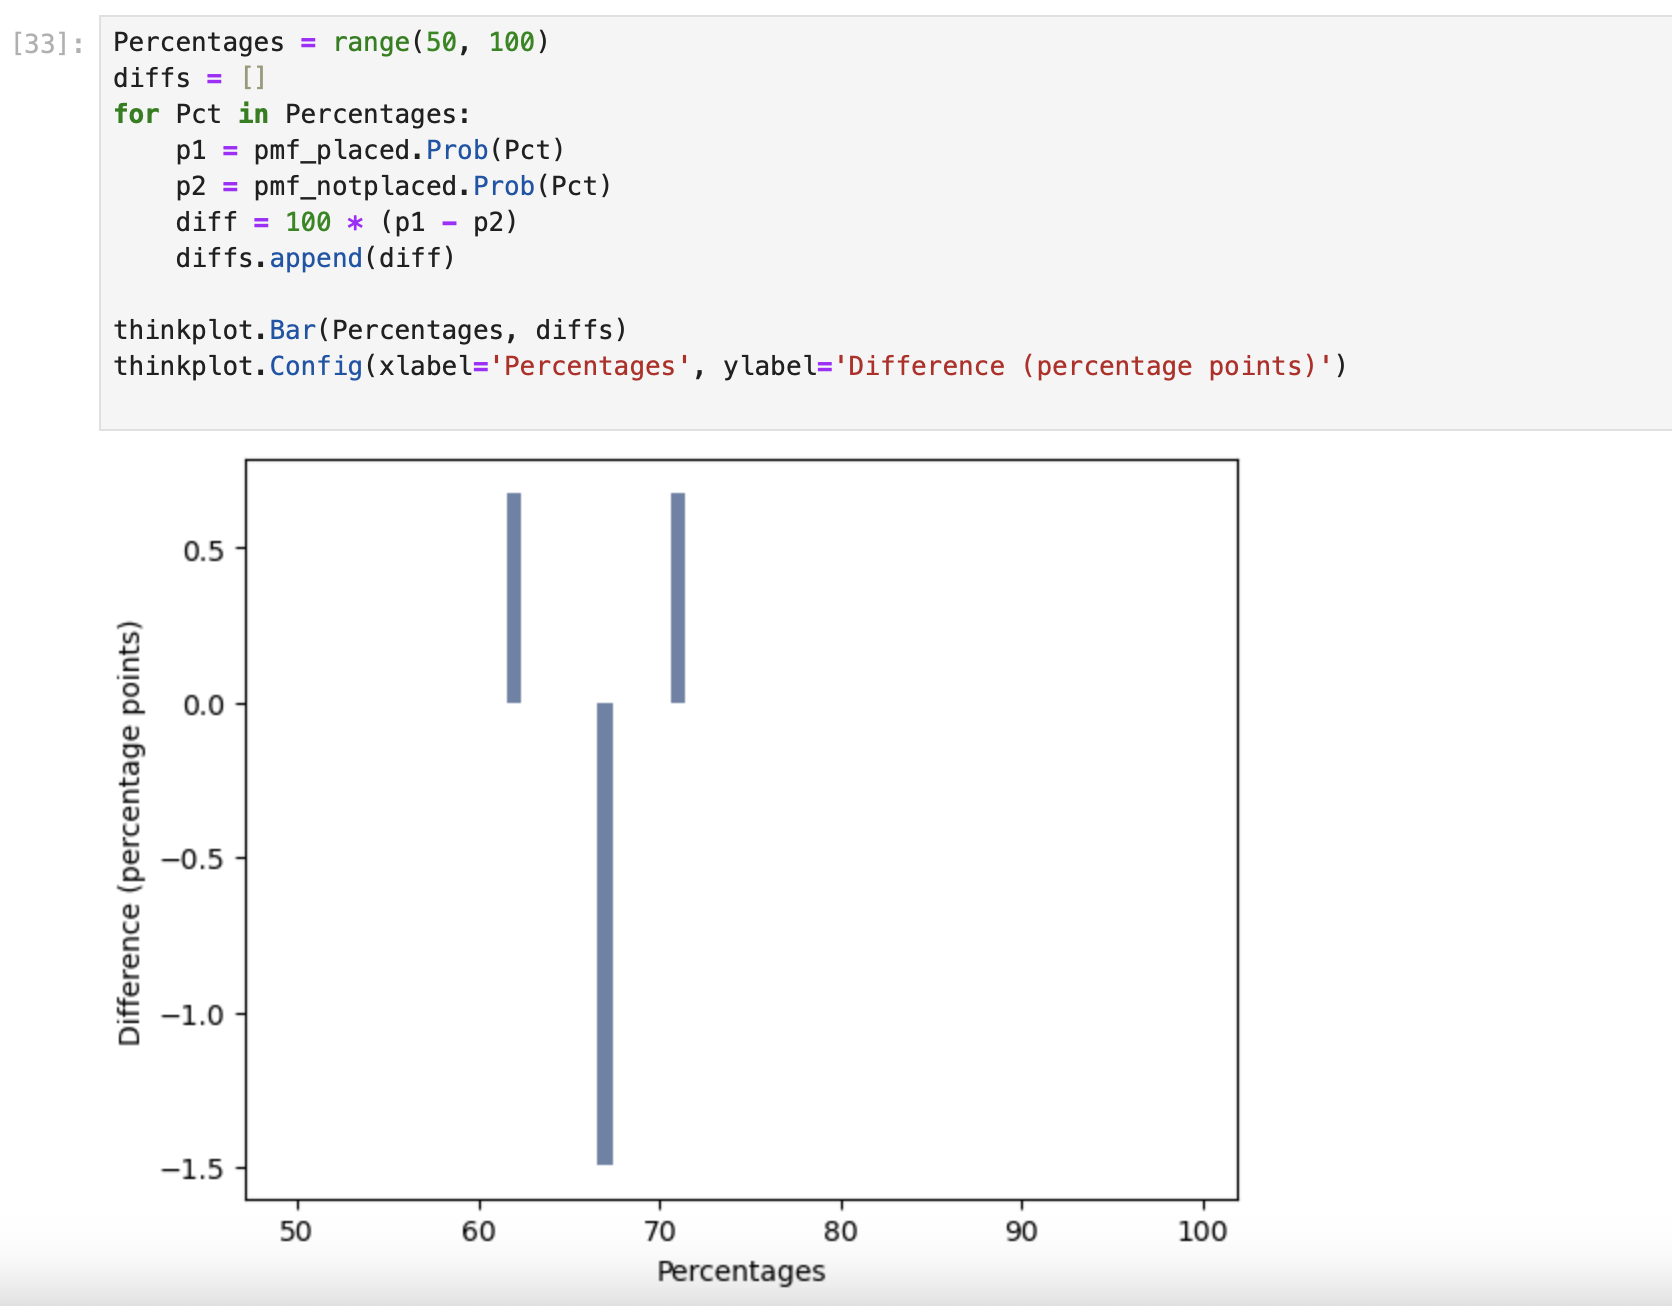 [33]:
Percentages = range(50, 100)
diffs = []
for Pct in Percentages:
    p1 = pmf_placed.Prob(Pct)
    p2 = pmf_notplaced.Prob(Pct)
    diff = 100 * (p1 - p2)
    diffs.append(diff)
thinkplot.Bar(Percentages, diffs)
thinkplot.Config(xlabel='Percentages', ylabel='Difference (percentage points)')
0.5
0.0
−0.5
−1.0
−1.5
Difference (percentage points)
50 60 70 80 90 100
Percentages